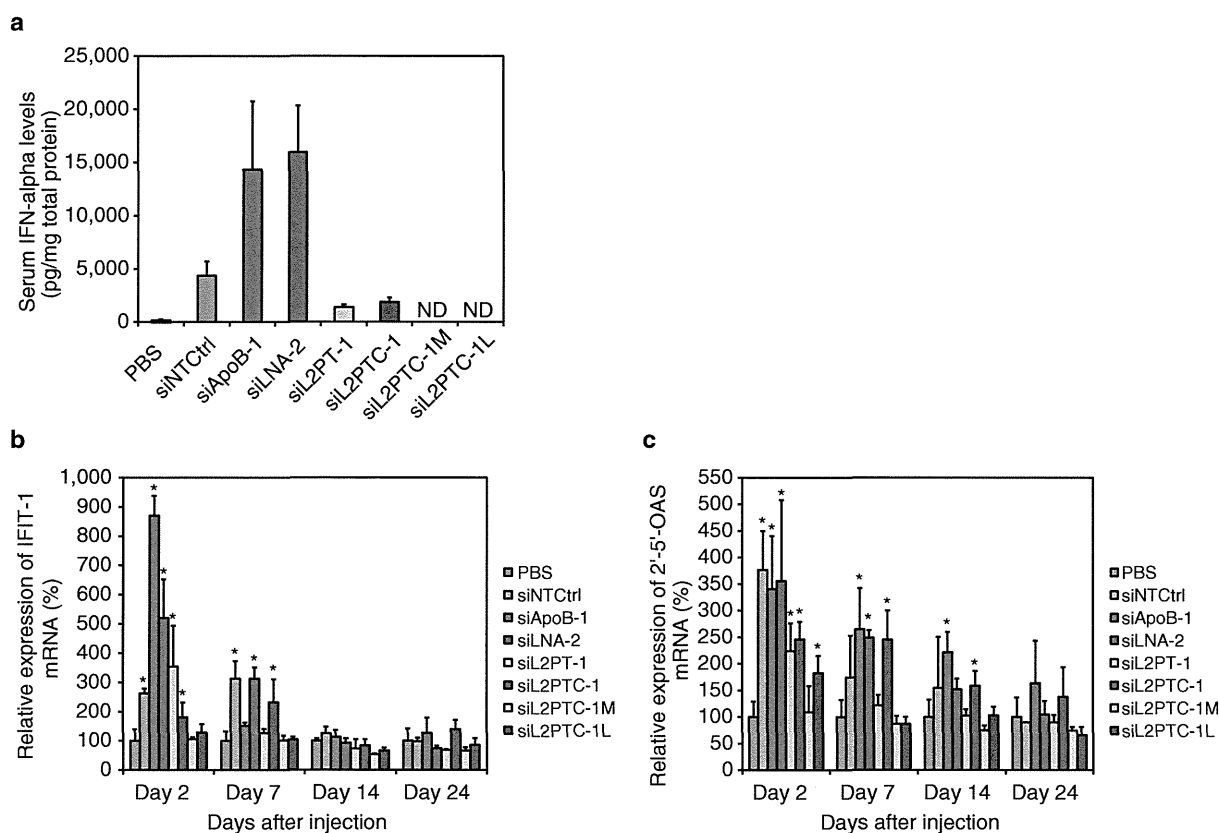 a
25,000
20,000
15,000
10,000
5,000
0
Serum IFN-alpha levels
(pg/mg total protein)
ND
ND
PBS
siNTCtrl
siApoB-1
siLNA-2
siL2PT-1
siL2PTC-1
siL2PTC-1M
siL2PTC-1L
b
1,000
900
800
700
600
500
400
300
200
100
0
Relative expression of IFIT-1
mRNA (%)
*
*
*
*
*
*
*
*
Day 2
Day 7
Day 14
Day 24
Days after injection
PBS
siNTCtrl
siApoB-1
siLNA-2
siL2PT-1
siL2PTC-1
siL2PTC-1M
siL2PTC-1L
c
550
500
450
400
350
300
250
200
150
100
50
0
Relative expression of 2'-5'-OAS
mRNA (%)
*
*
*
*
*
*
*
*
*
*
*
Day 2
Day 7
Day 14
Day 24
Days after injection
PBS
siNTCtrl
siApoB-1
siLNA-2
siL2PT-1
siL2PTC-1
siL2PTC-1M
siL2PTC-1L